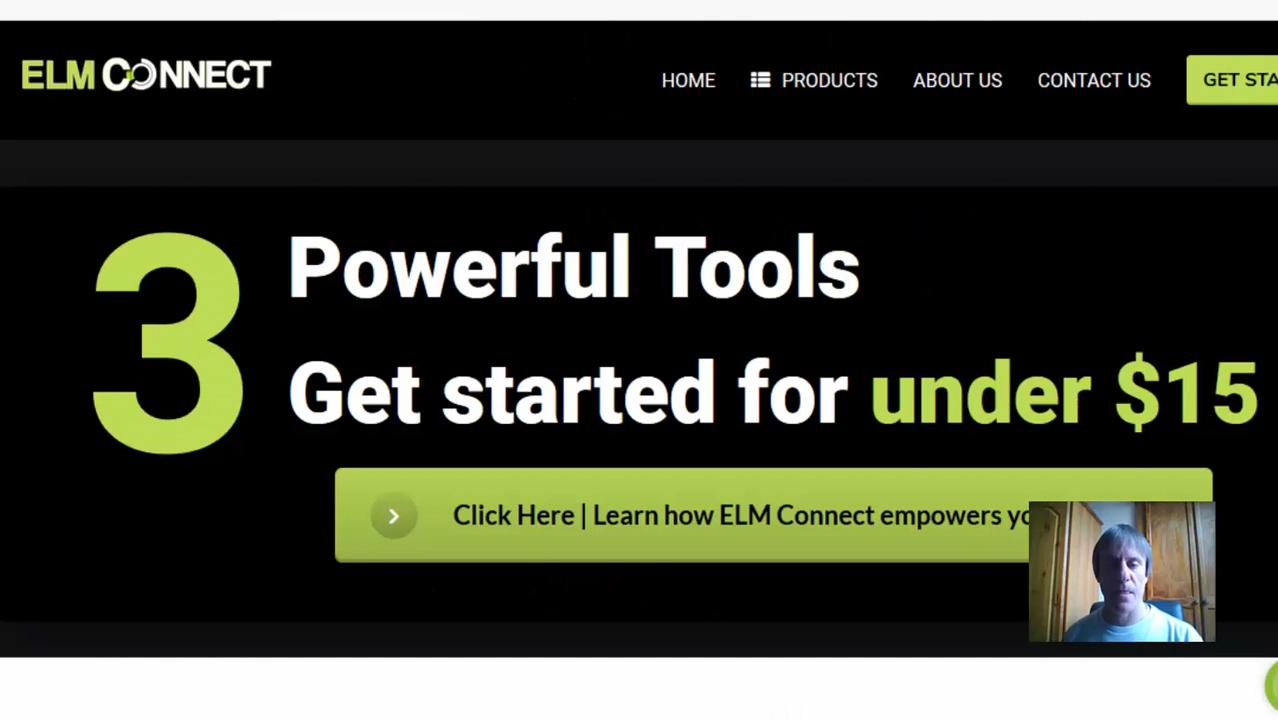 ELM CONNECT
HOME PRODUCTS ABOUT US CONTACT US GET STA
3 Powerful Tools
Get started for under $15
Click Here | Learn how ELM Connect empowers yo